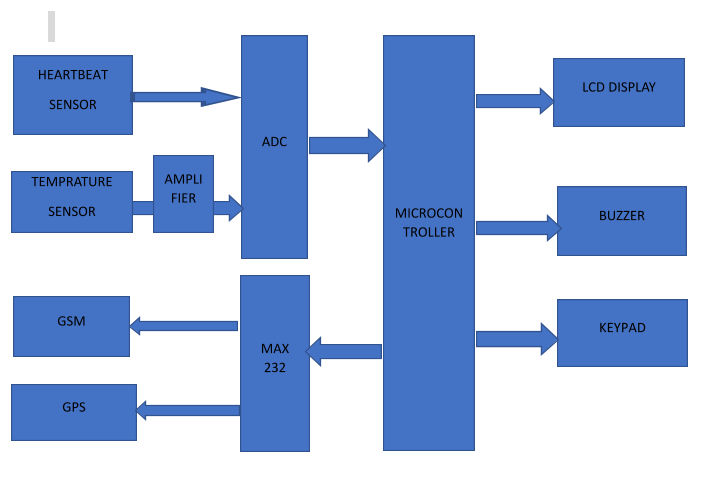 HEARTBEAT
SENSOR
TEMPRATURE
SENSOR
AMPLI
FIER
ADC
MICROCON
TROLLER
LCD DISPLAY
BUZZER
KEYPAD
GSM
GPS
MAX
232